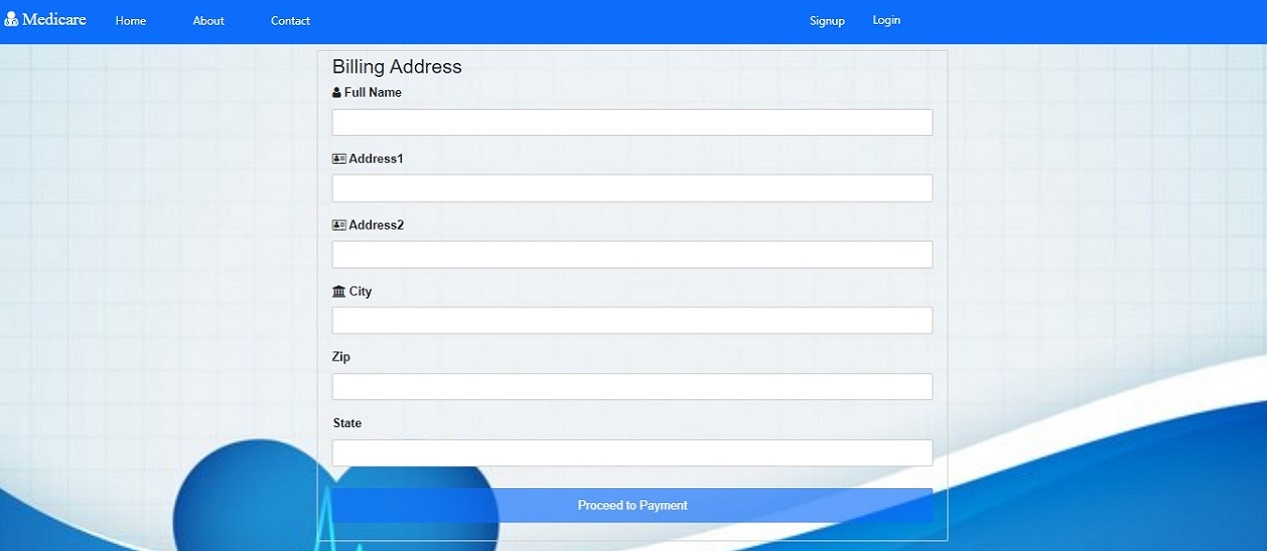 Medicare Home About Contact Signup Login
Billing Address
Full Name
Address1
Address2
City
Zip
State
Proceed to Payment